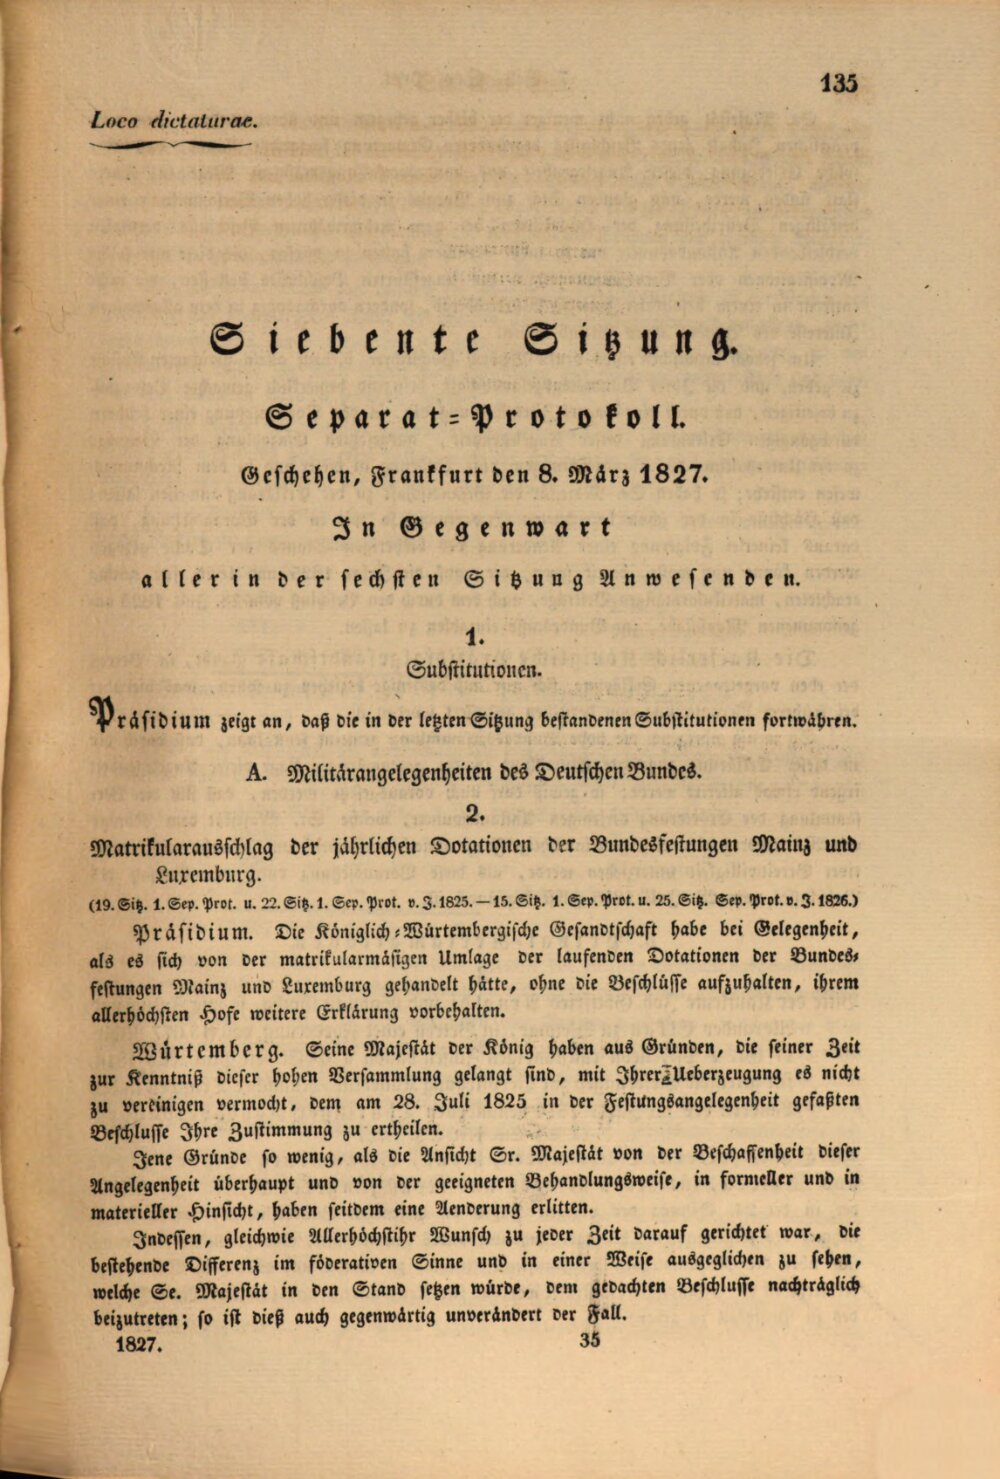 135
Loco dictaturae.
Siebente Sitzung.
Separat-Protokoll.
Geschehen, Frankfurt den 8. März 1827.
In Gegenwart
aller in der sechsten Sitzung Anwesenden.
1.
Substitutionen.
Präsidium zeigt an, daß die in der letzten Sitzung bestandenen Substitutionen fortwähren.
A. Militärangelegenheiten des Deutschen Bundes.
2.
Matrikularausschlag der jährlichen Dotationen der Bundesfestungen Mainz und
Luxemburg.
(19. Sitz. 1. Sep. Prot. u. 22. Sitz. 1. Sep. Prot. v. J. 1825. — 15. Sitz. 1. Sep. Prot. u. 25. Sitz. Sep. Prot. v. J. 1826.)
Präsidium. Die Königlich-Würtembergische Gesandtschaft habe bei Gelegenheit,
als es sich von der matrikularmäsigen Umlage der laufenden Dotationen der Bundes-
festungen Mainz und Luxemburg gehandelt hätte, ohne die Beschlüsse aufzuhalten, ihrem
allerhöchsten Hofe weitere Erklärung vorbehalten.
Würtemberg. Seine Majestät der König haben aus Gründen, die seiner Zeit
zur Kenntniß dieser hohen Versammlung gelangt sind, mit Ihrer Ueberzeugung es nicht
zu vereinigen vermocht, dem am 28. Juli 1825 in der Festungsangelegenheit gefaßten
Beschlusse Ihre Zustimmung zu ertheilen.
Jene Gründe so wenig, als die Ansicht Sr. Majestät von der Beschaffenheit dieser
Angelegenheit überhaupt und von der geeigneten Behandlungsweise, in formeller und in
materieller Hinsicht, haben seitdem eine Aenderung erlitten.
Indessen, gleichwie Allerhöchstihr Wunsch zu jeder Zeit darauf gerichtet war, die
bestehende Differenz im föderativen Sinne und in einer Weise ausgeglichen zu sehen,
welche Se. Majestät in den Stand setzen würde, dem gedachten Beschlusse nachträglich
beizutreten; so ist dieß auch gegenwärtig unverändert der Fall.
1827. 35